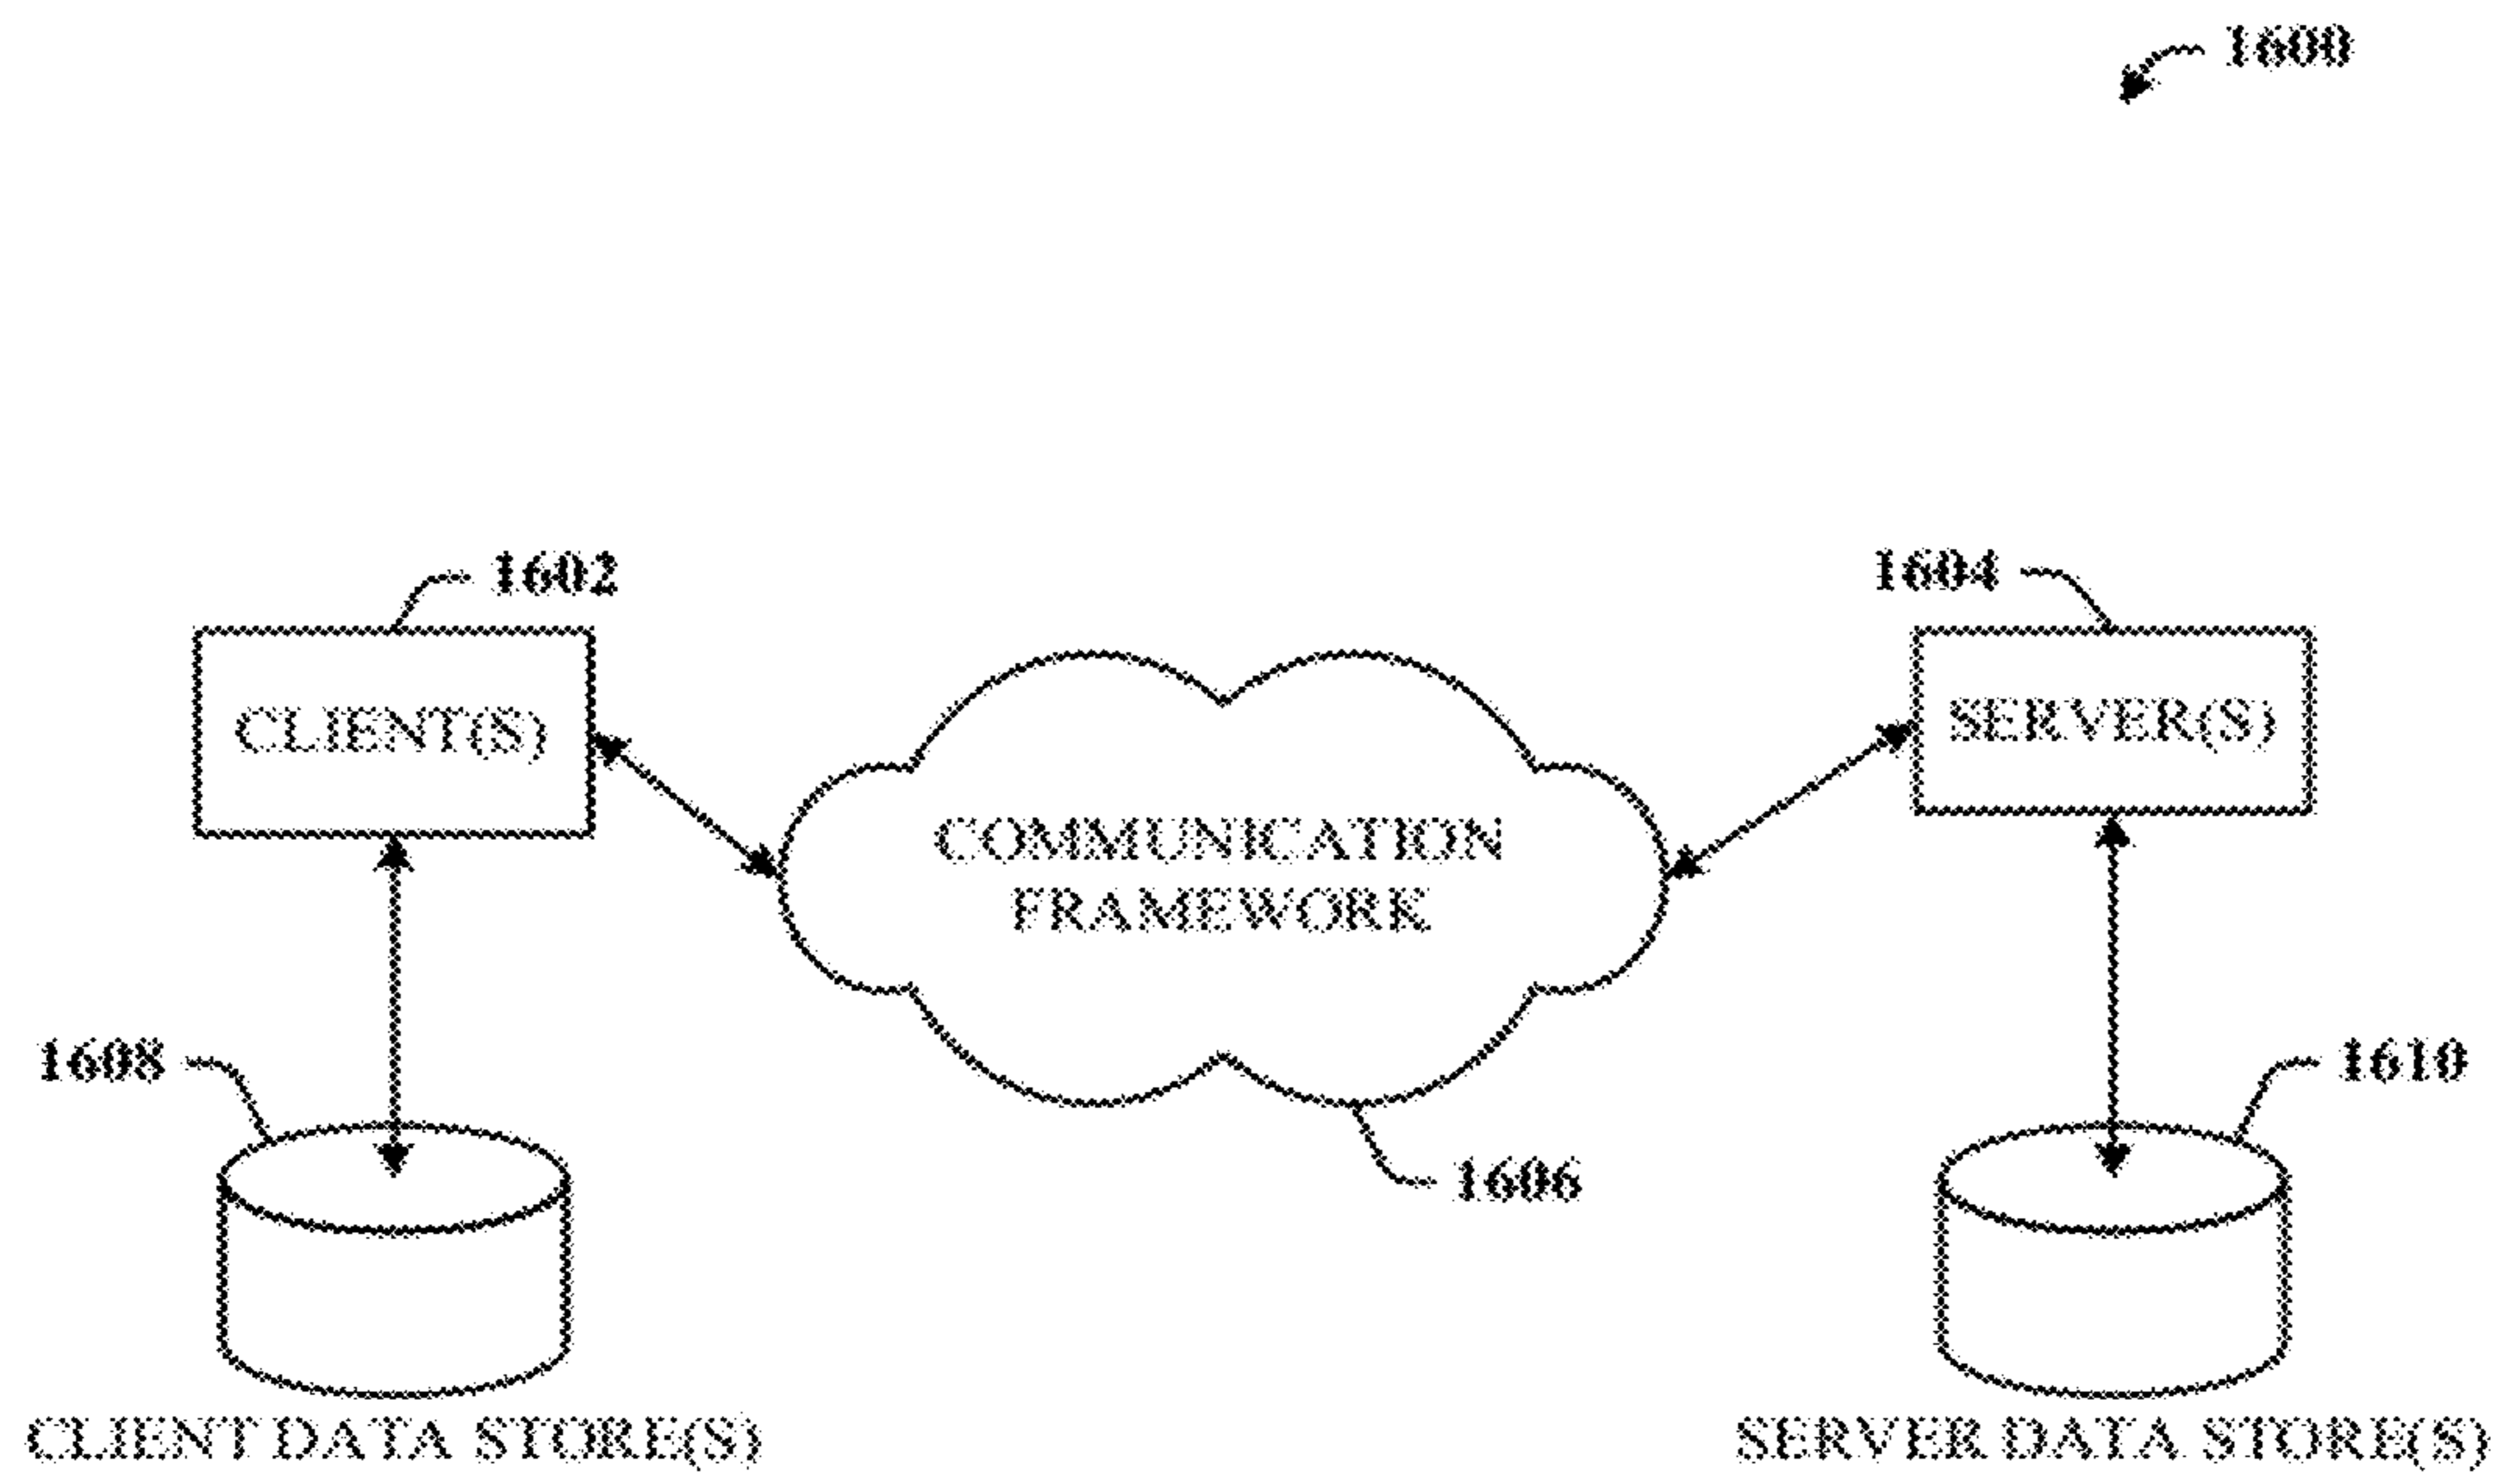 1600
1602
1604
CLIENT(S)
SERVER(S)
COMMUNICATION
FRAMEWORK
1608
1610
1606
CLIENT DATA STORE(S)
SERVER DATA STORE(S)